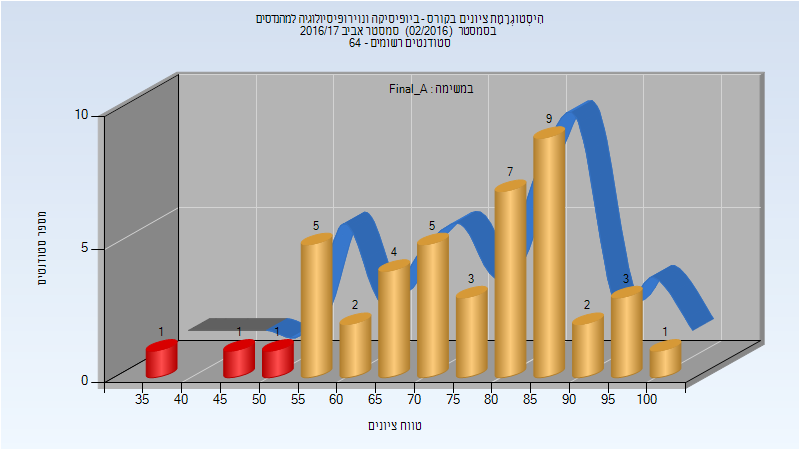 היסטוגרמת ציונים בקורס - ביופיסיקה ונוירופיסיולוגיה למהנדסים
בסמסטר (02/2016) סמסטר אביב 2016/17
סטודנטים רשומים - 64
במשימה : Final_A
מספר סטודנטים
10
5
0
1
1
1
5
2
4
5
3
7
9
2
3
1
35 40 45 50 55 60 65 70 75 80 85 90 95 100
טווח ציונים